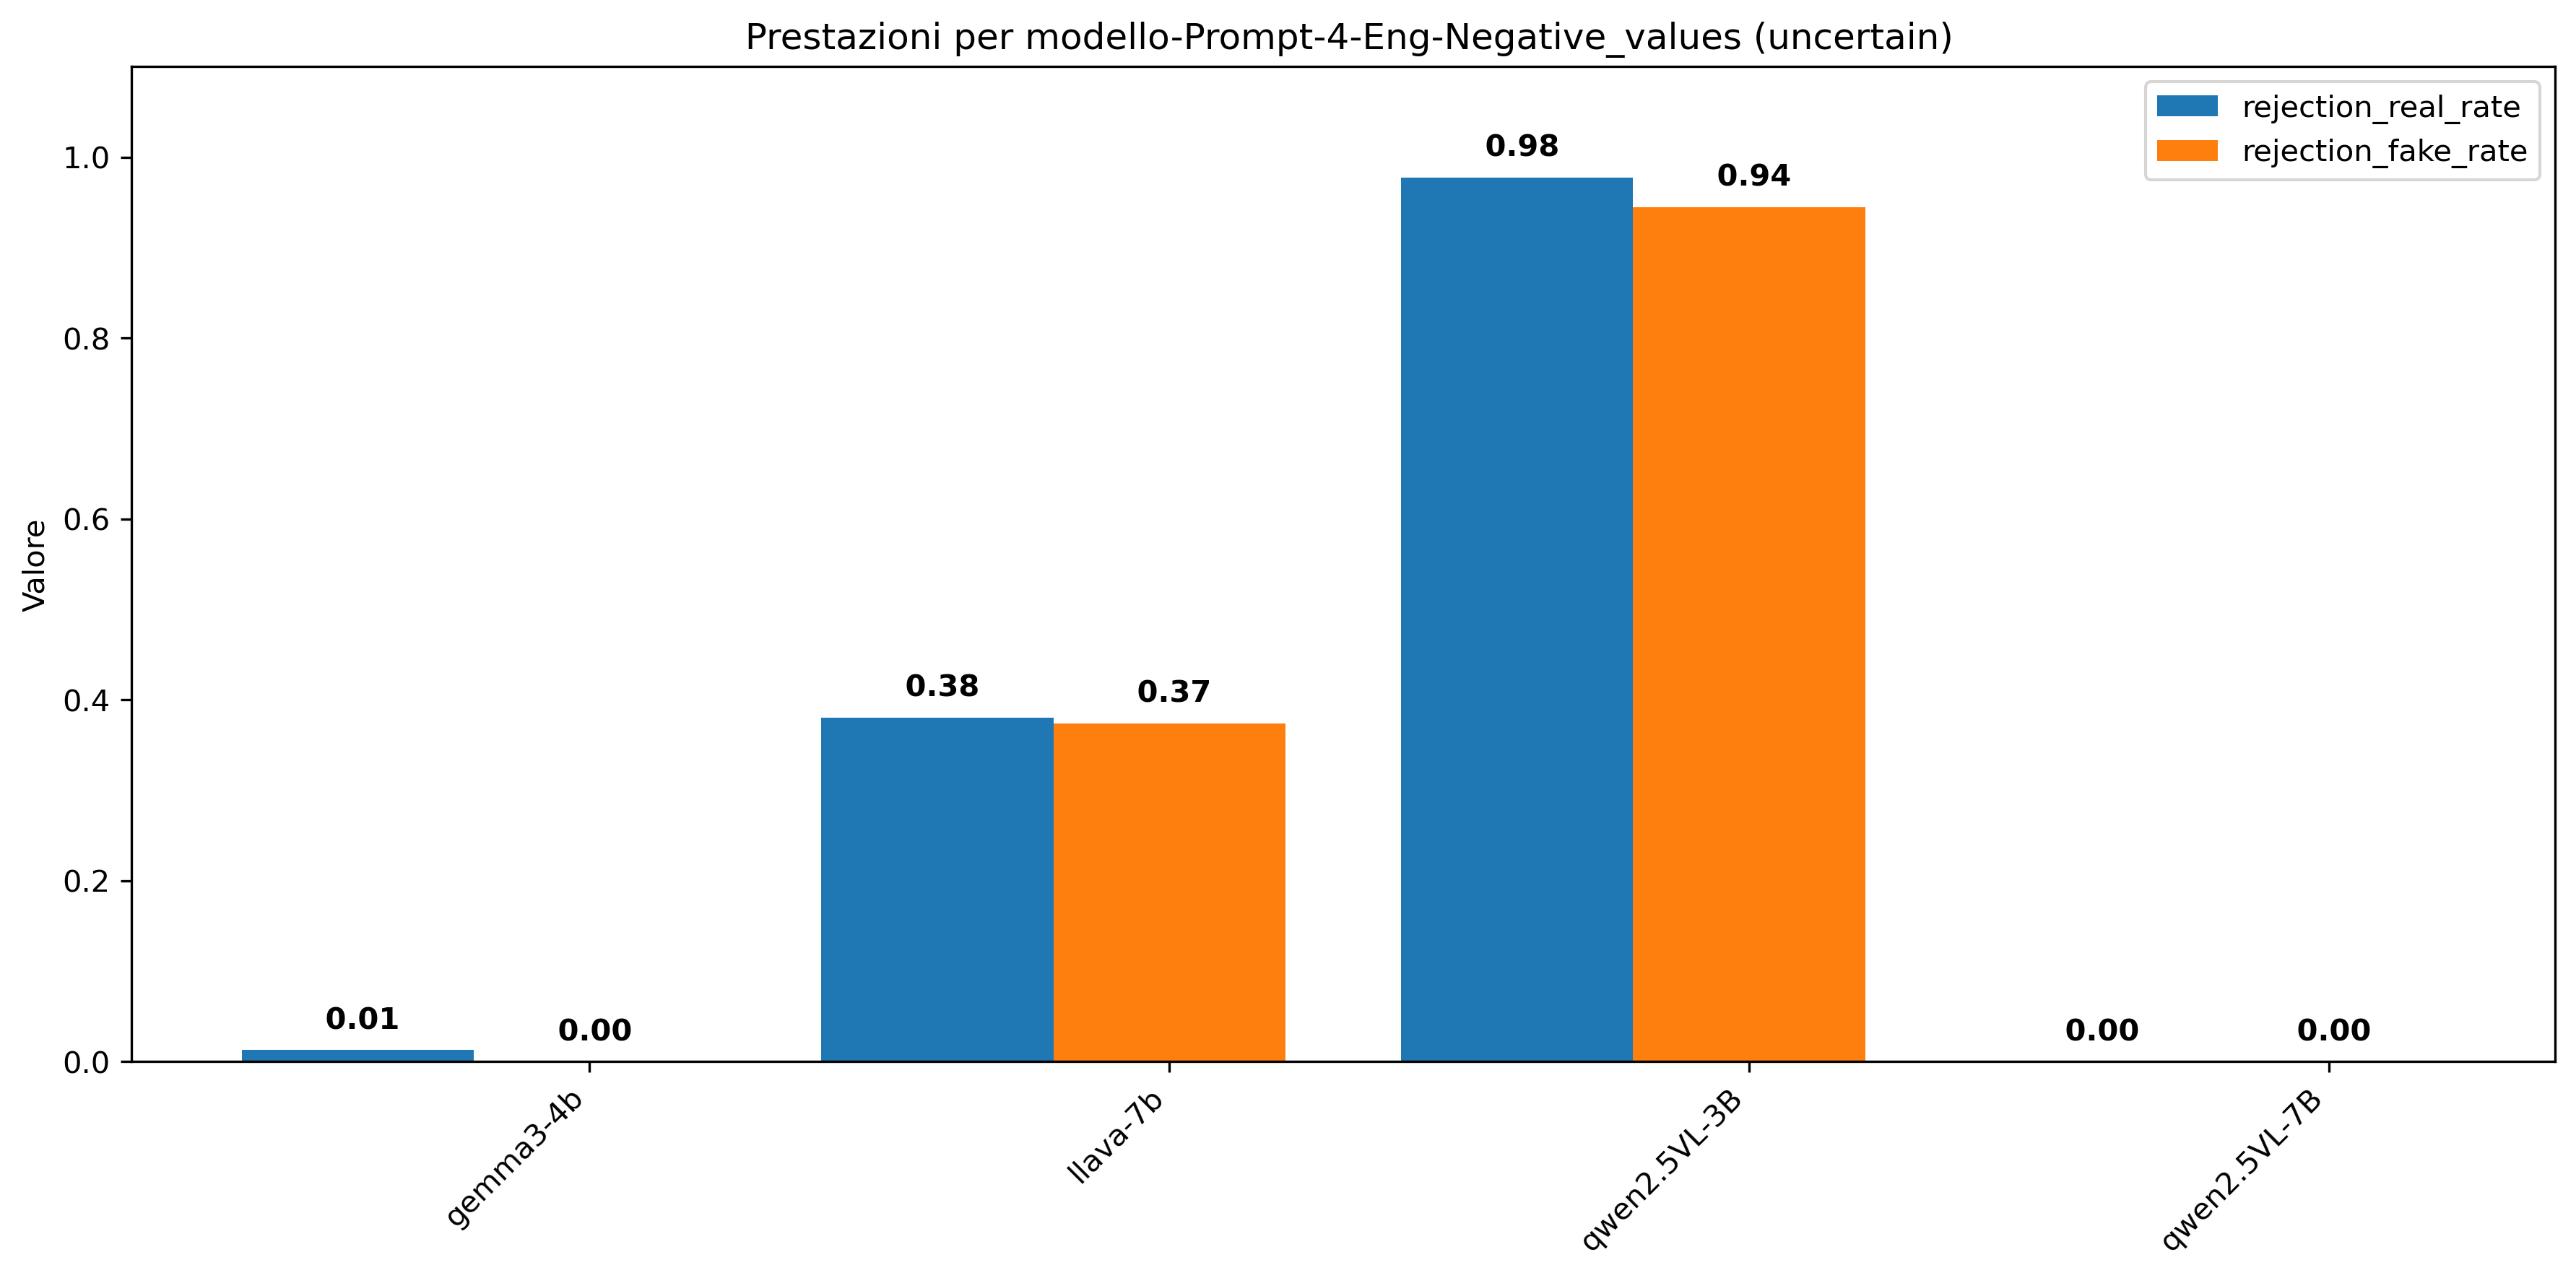 Prestazioni per modello-Prompt-4-Eng-Negative_values (uncertain)
rejection_real_rate
rejection_fake_rate
Valore
1.0
0.8
0.6
0.4
0.2
0.0
0.01
0.00
0.38
0.37
0.98
0.94
0.00
0.00
gemma3-4b
llava-7b
qwen2.5VL-3B
qwen2.5VL-7B